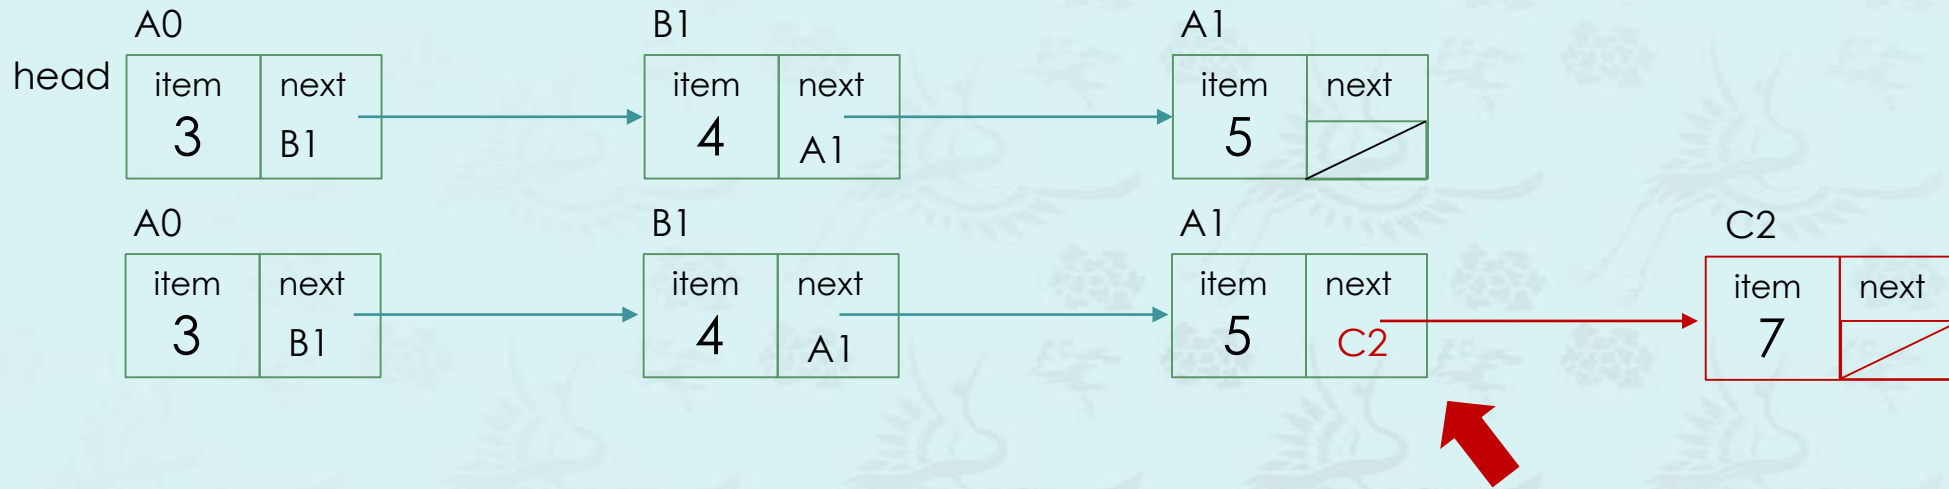 A0 B1 A1
head item next item next item next
3 B1 4 A1 5
A0 B1 A1 C2
item next item next item next item next
3 B1 4 A1 5 C2 7